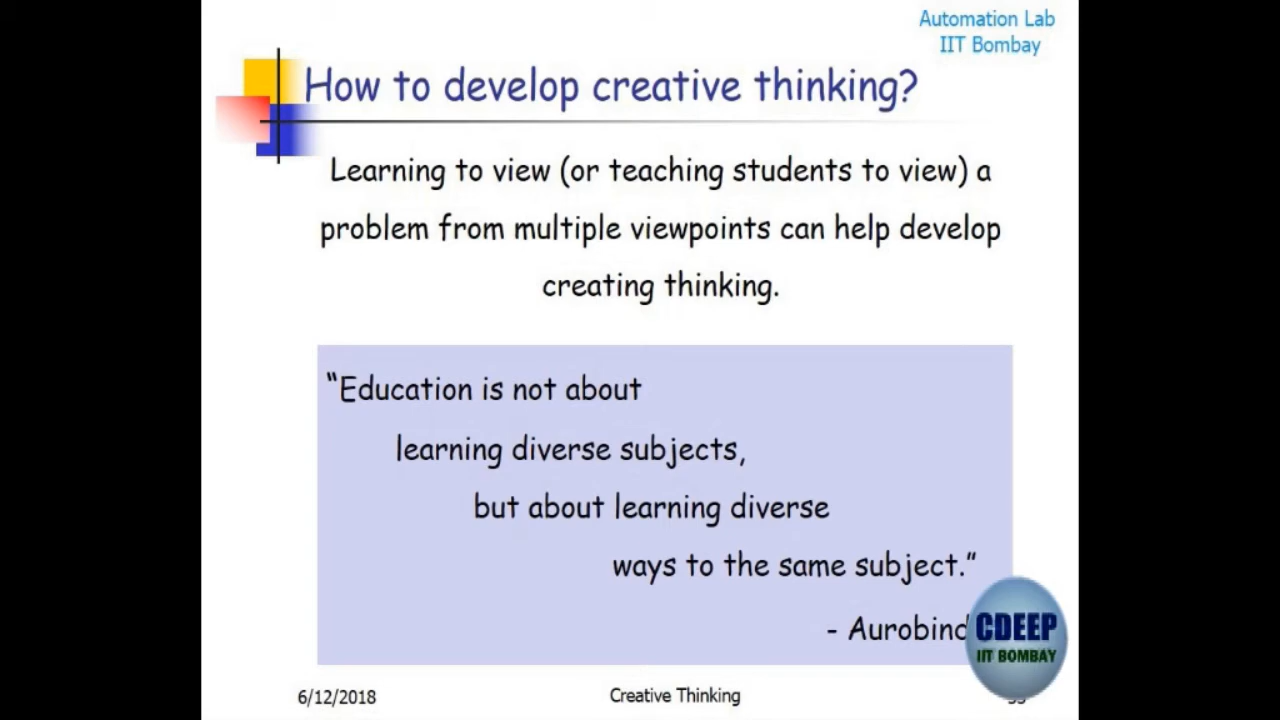 Automation Lab
IIT Bombay
How to develop creative thinking?
Learning to view (or teaching students to view) a
problem from multiple viewpoints can help develop
creating thinking.
“Education is not about
learning diverse subjects,
but about learning diverse
ways to the same subject.”
- Aurobind
CDEEP
IIT BOMBAY
6/12/2018
Creative Thinking